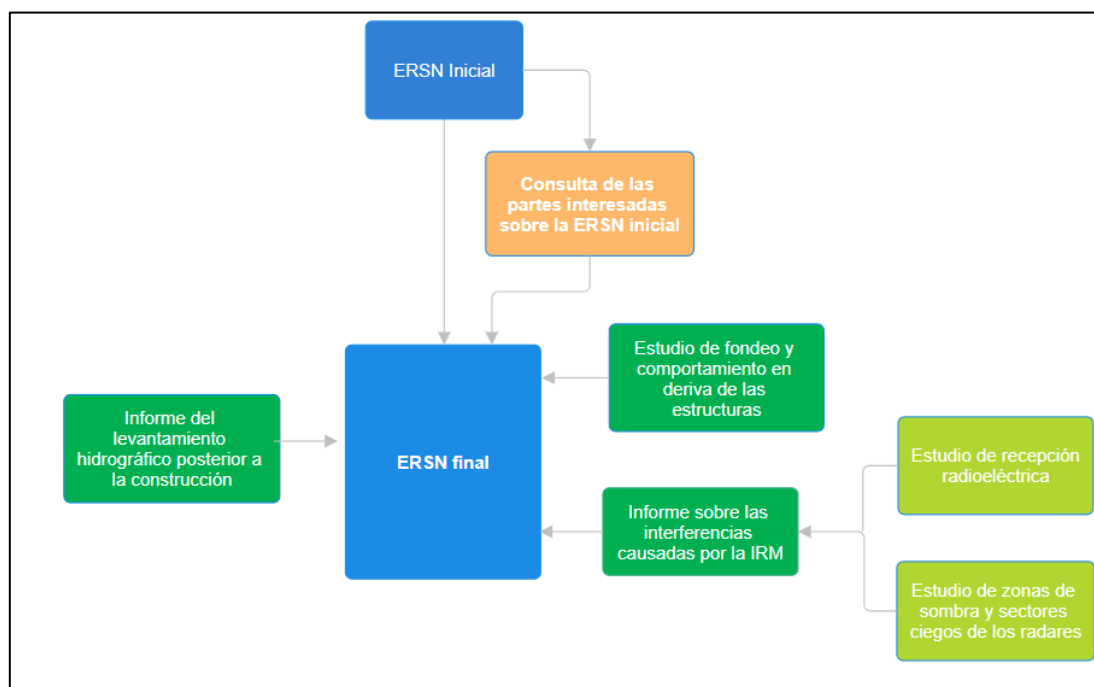 ERSN Inicial
Consulta de las
partes interesadas
sobre la ERSN inicial
Estudio de fondeo y
comportamiento en
deriva de las
estructuras
Informe del
levantamiento
hidrográfico posterior a
la construcción
ERSN final
Estudio de recepción
radioeléctrica
Informe sobre las
interferencias
causadas por la IRM
Estudio de zonas de
sombra y sectores
ciegos de los radares